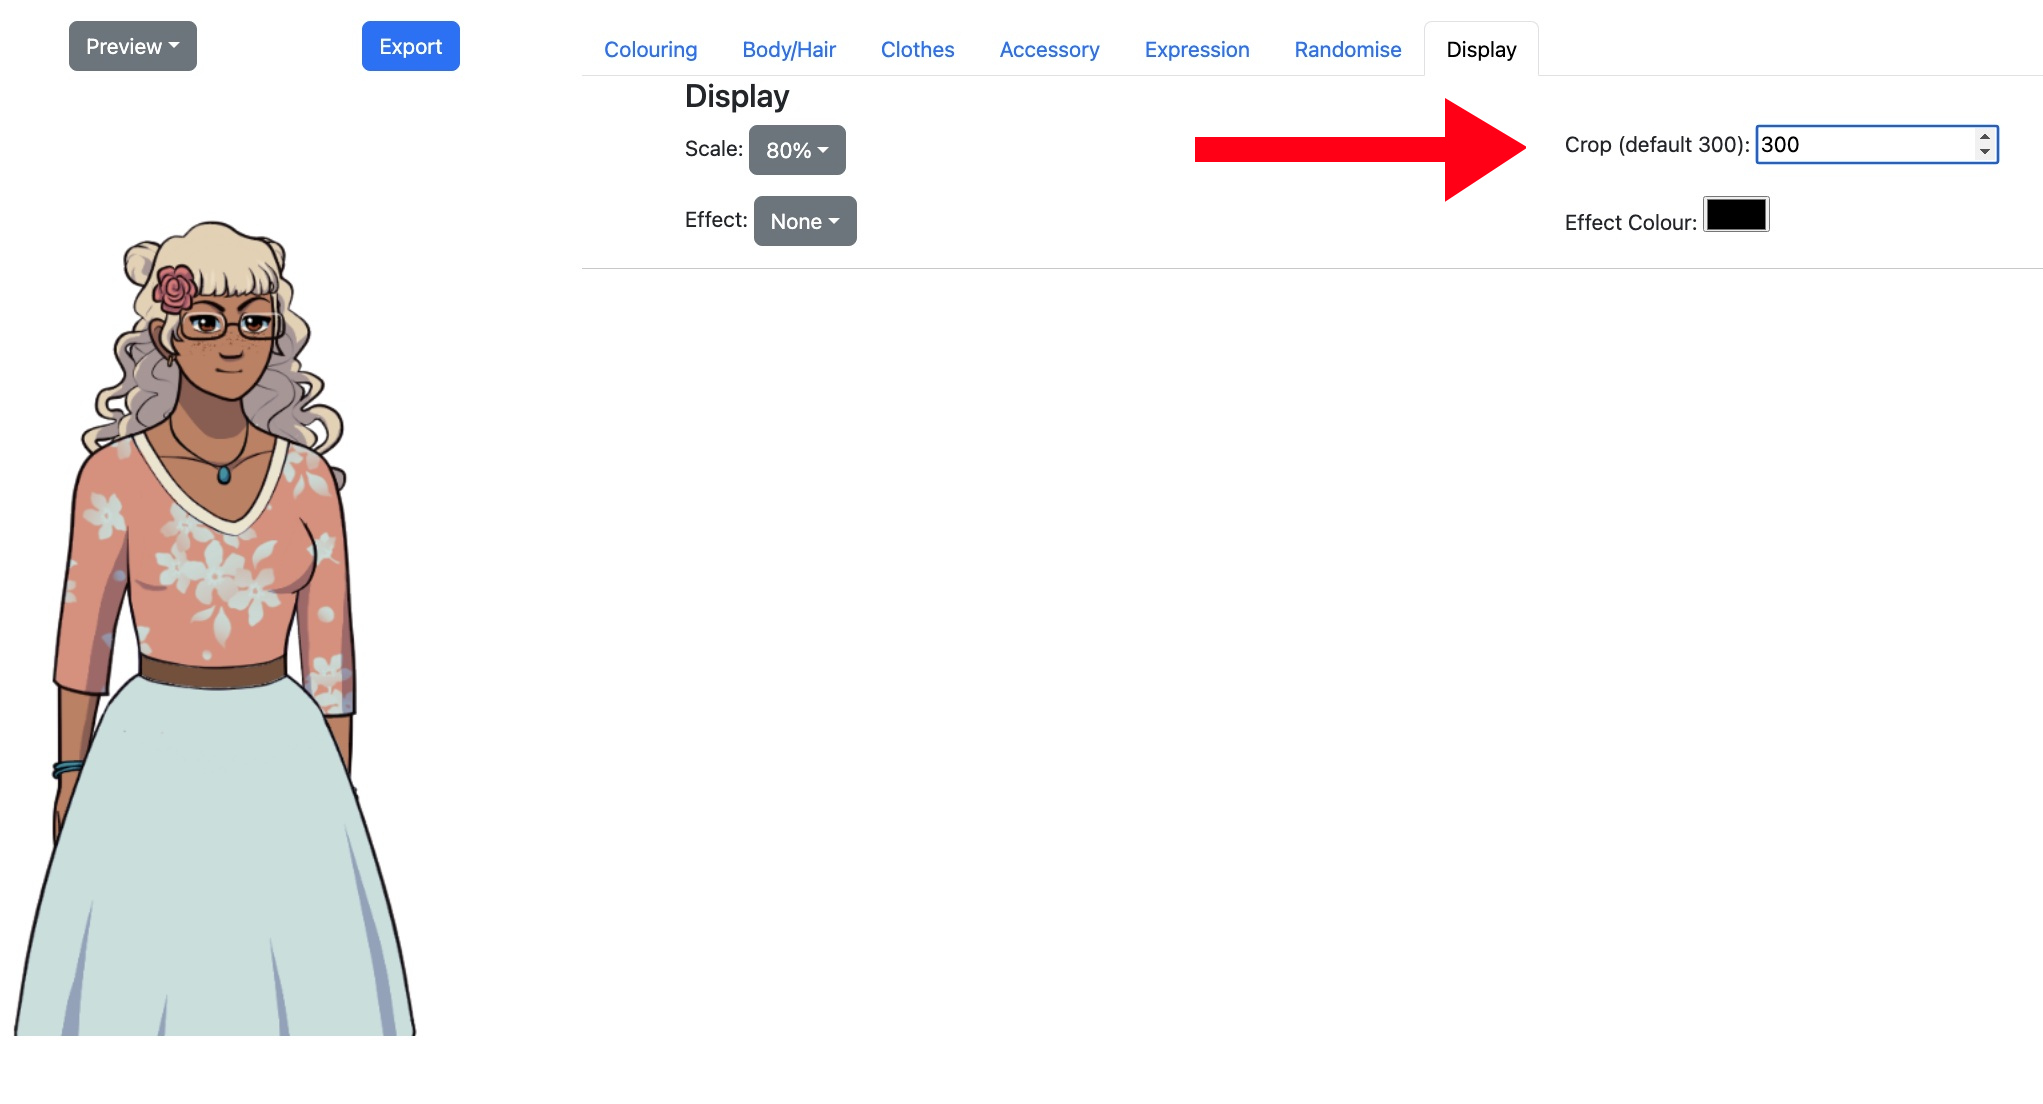 Preview
Export
Colouring
Body/Hair
Clothes
Accessory
Expression
Randomise
Display
Display
Scale: 80%
Crop (default 300): 300
Effect: None
Effect Colour: